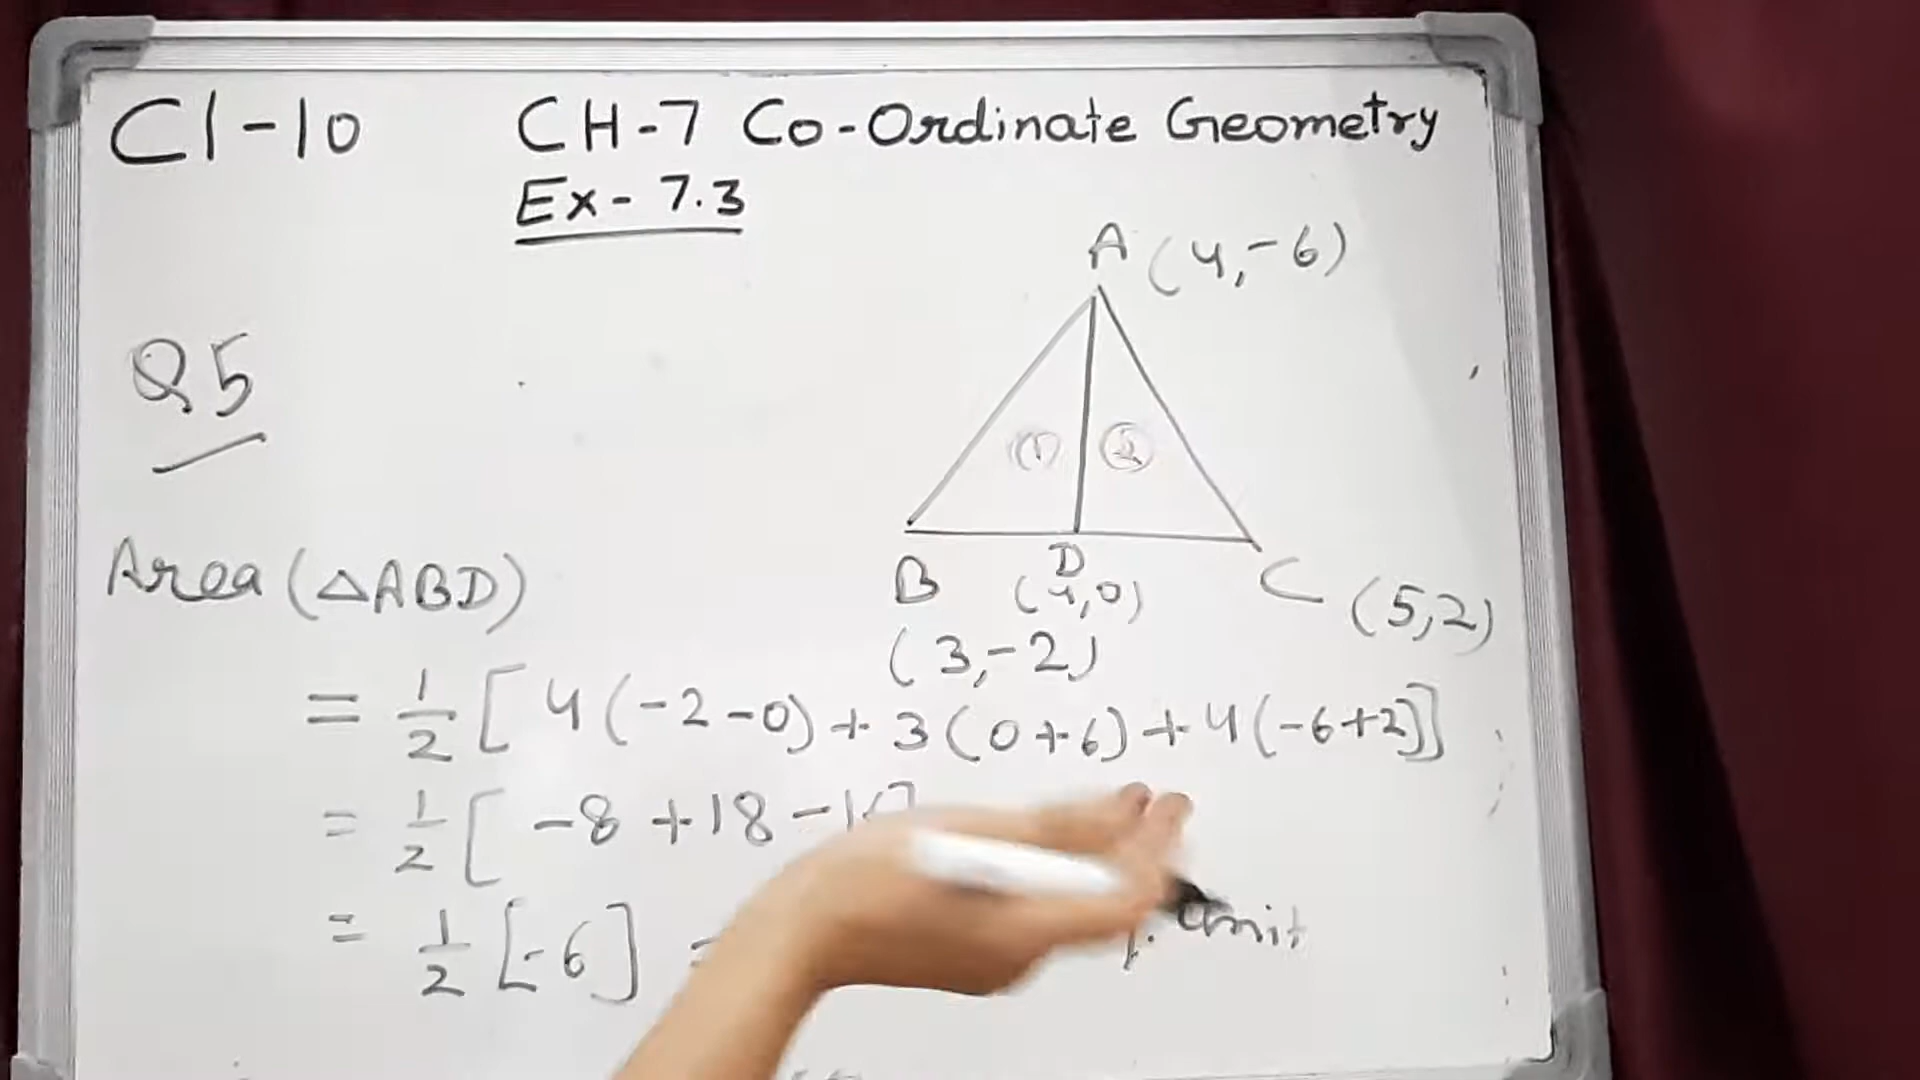 Cl-10 CH-7 Co-Ordinate Geometry
Ex- 7.3
A (4,-6)
Q5
① ②
B D C (5,2)
(4,0)
(3,-2)
Area (△ABD)
= 1/2 [ 4(-2-0) + 3(0+6) + 4(-6+2)]
= 1/2 [ -8 +18 -
= 1/2 [-6] =
unit